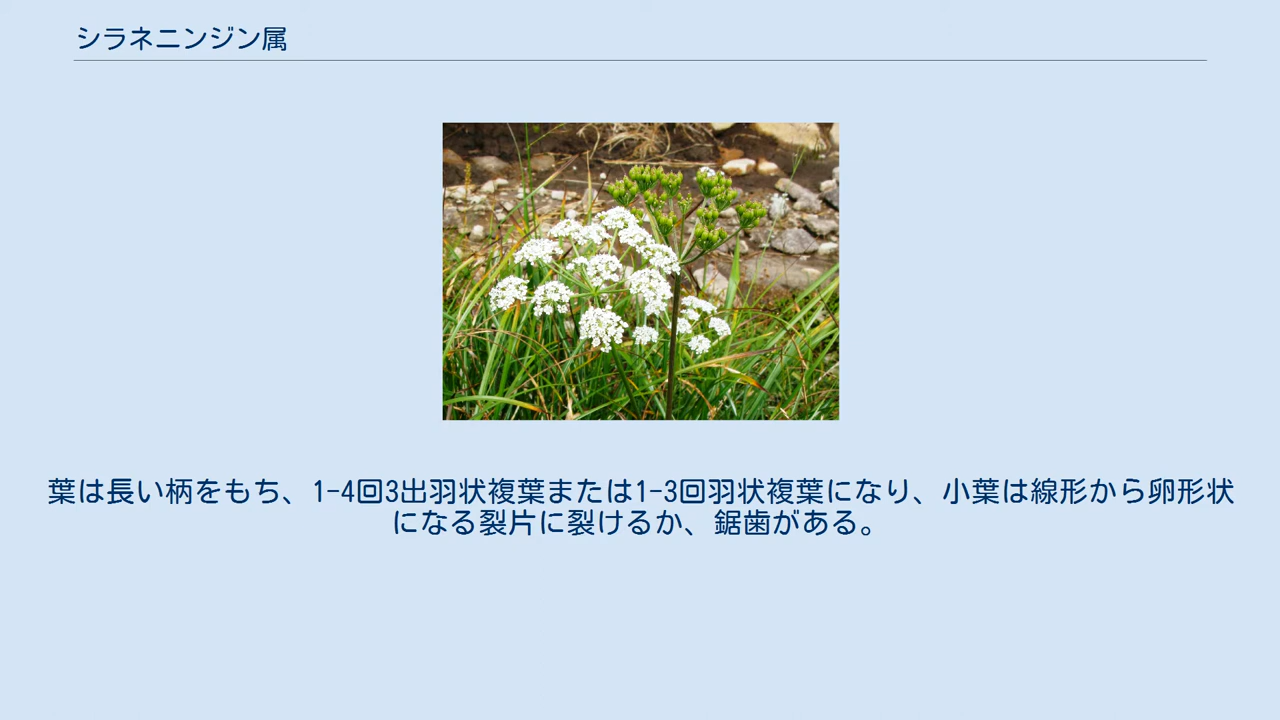 シラネニンジン属
葉は長い柄をもち、1-4回3出羽状複葉または1-3回羽状複葉になり、小葉は線形から卵形状
になる裂片に裂けるか、鋸歯がある。